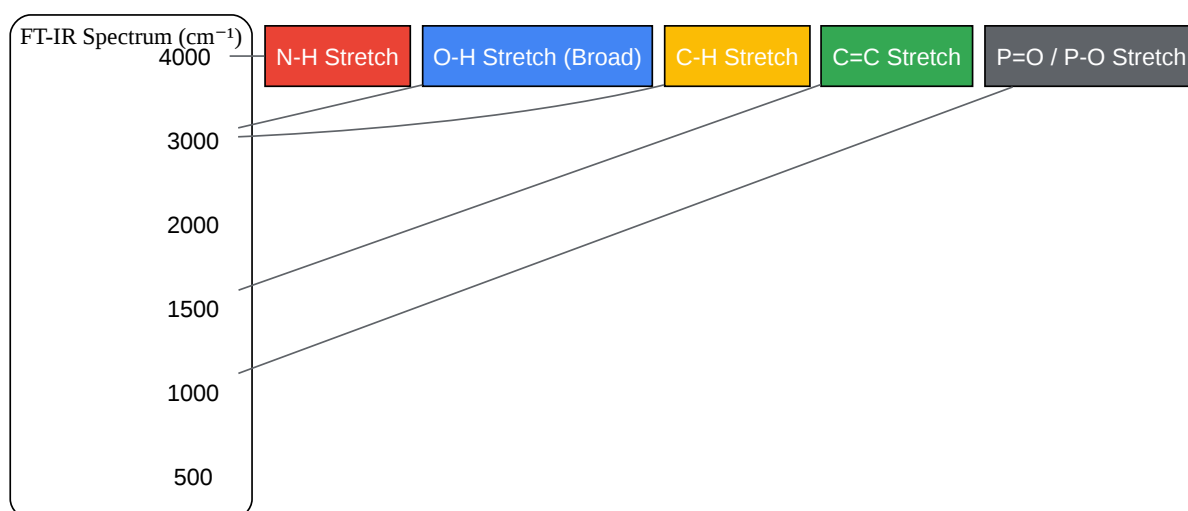 FT-IR Spectrum (cm⁻¹)
4000
N-H Stretch
O-H Stretch (Broad)
C-H Stretch
C=C Stretch
P=O / P-O Stretch
3000
2000
1500
1000
500